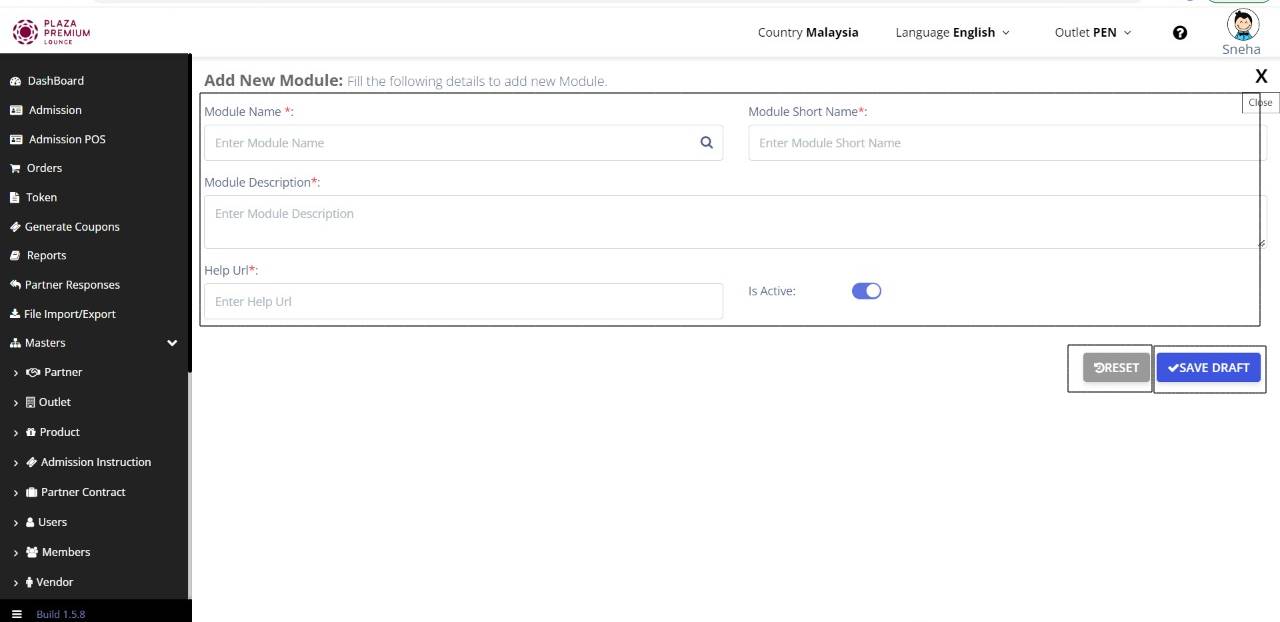 PLAZA
PREMIUM
LOUNGE
Country Malaysia
Language English
Outlet PEN
Sneha
DashBoard
Admission
Admission POS
Orders
Token
Generate Coupons
Reports
Partner Responses
File Import/Export
Masters
Partner
Outlet
Product
Admission Instruction
Partner Contract
Users
Members
Vendor
Build 1.5.8
Add New Module: Fill the following details to add new Module.
X
Close
Module Name *:
Module Short Name*:
Enter Module Name
Enter Module Short Name
Module Description*:
Enter Module Description
Help Url*:
Enter Help Url
Is Active:
RESET
SAVE DRAFT